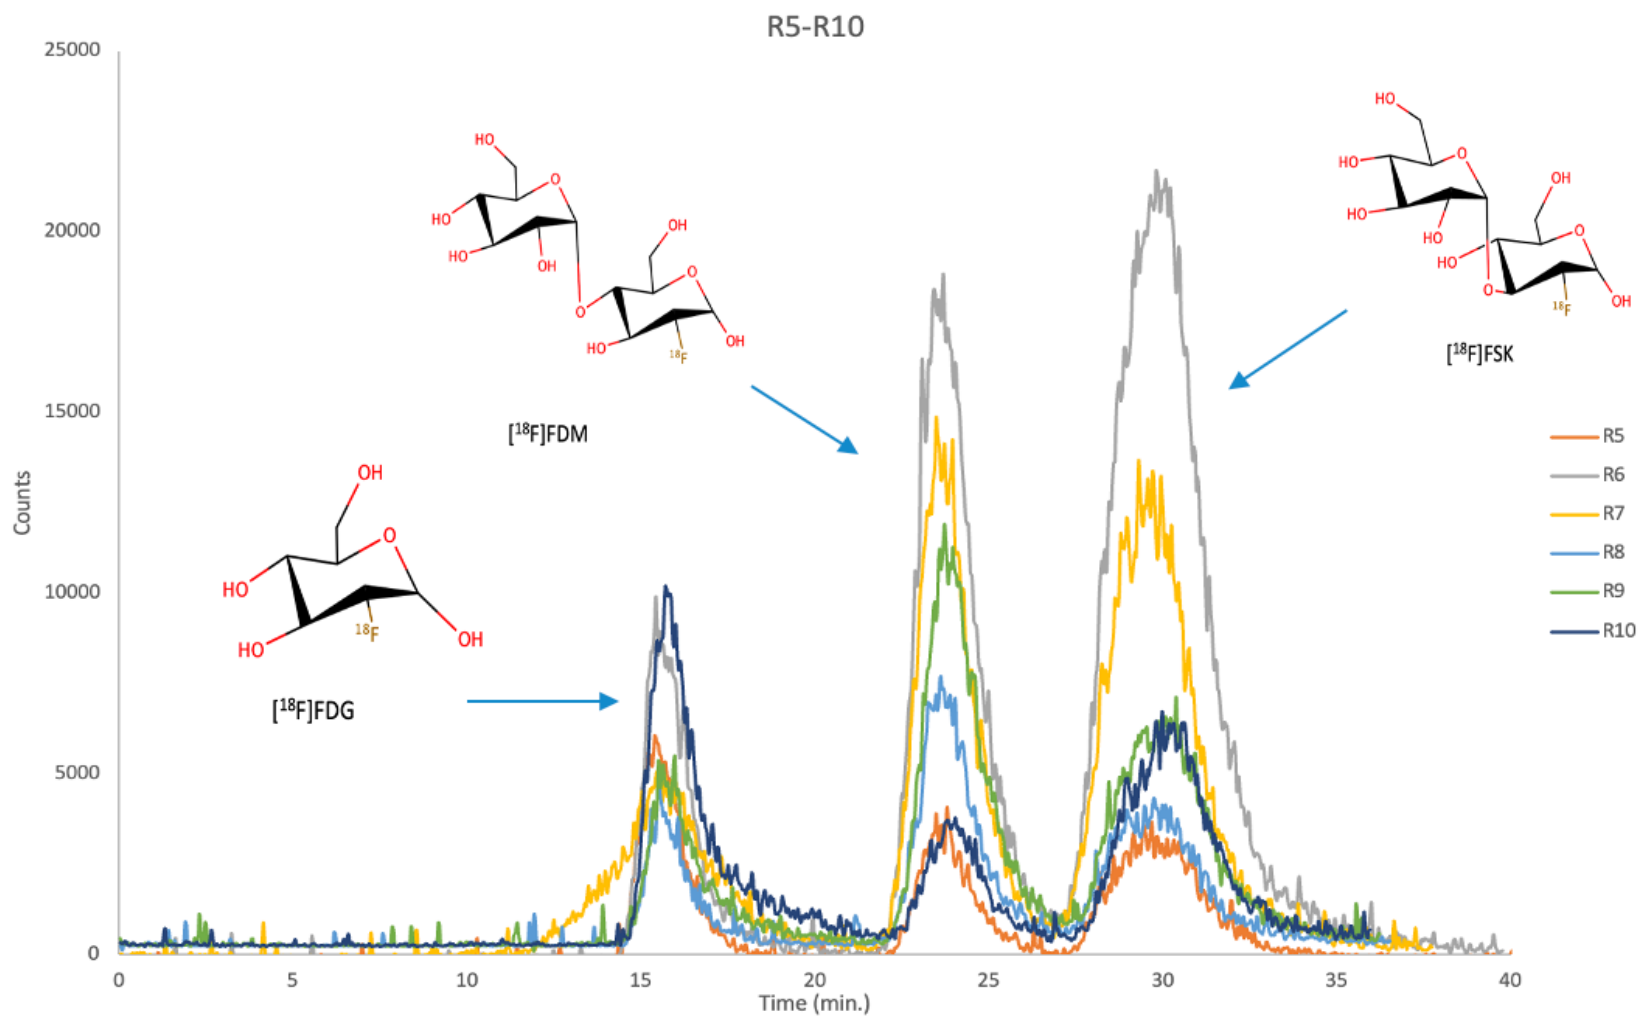 R5-R10
25000
20000
15000
10000
5000
0
Counts
0 5 10 15 20 25 30 35 40
Time (min.)
HO
O
HO
HO
OH
OH
O
O
HO
18F
OH
[18F]FDM
HO
O
HO
HO
HO
OH
O
HO
O
18F
OH
[18F]FSK
OH
O
HO
HO
18F
OH
[18F]FDG
R5
R6
R7
R8
R9
R10